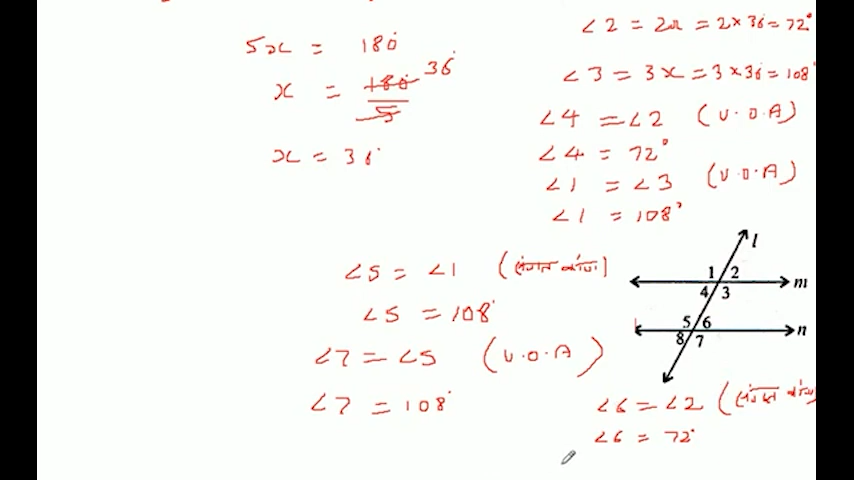 5x = 180°
x = 180° 36°
5
x = 36°
∠2 = 2x = 2×36° = 72°
∠3 = 3x = 3×36° = 108°
∠4 = ∠2 (V.O.A)
∠4 = 72°
∠1 = ∠3 (V.O.A)
∠1 = 108°
∠5 = ∠1
∠5 = 108°
∠7 = ∠5 (V.O.A)
∠7 = 108°
l
1 2
m
4 3
5 6
n
8 7
∠6 = ∠2
∠6 = 72°